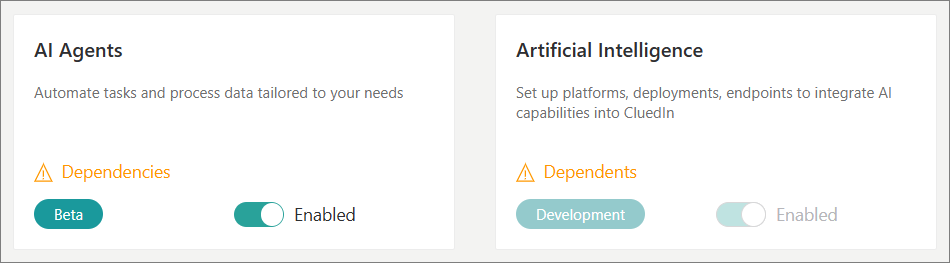 AI Agents
Automate tasks and process data tailored to your needs
Dependencies
Beta
Enabled
Artificial Intelligence
Set up platforms, deployments, endpoints to integrate AI
capabilities into CluedIn
Dependents
Development
Enabled